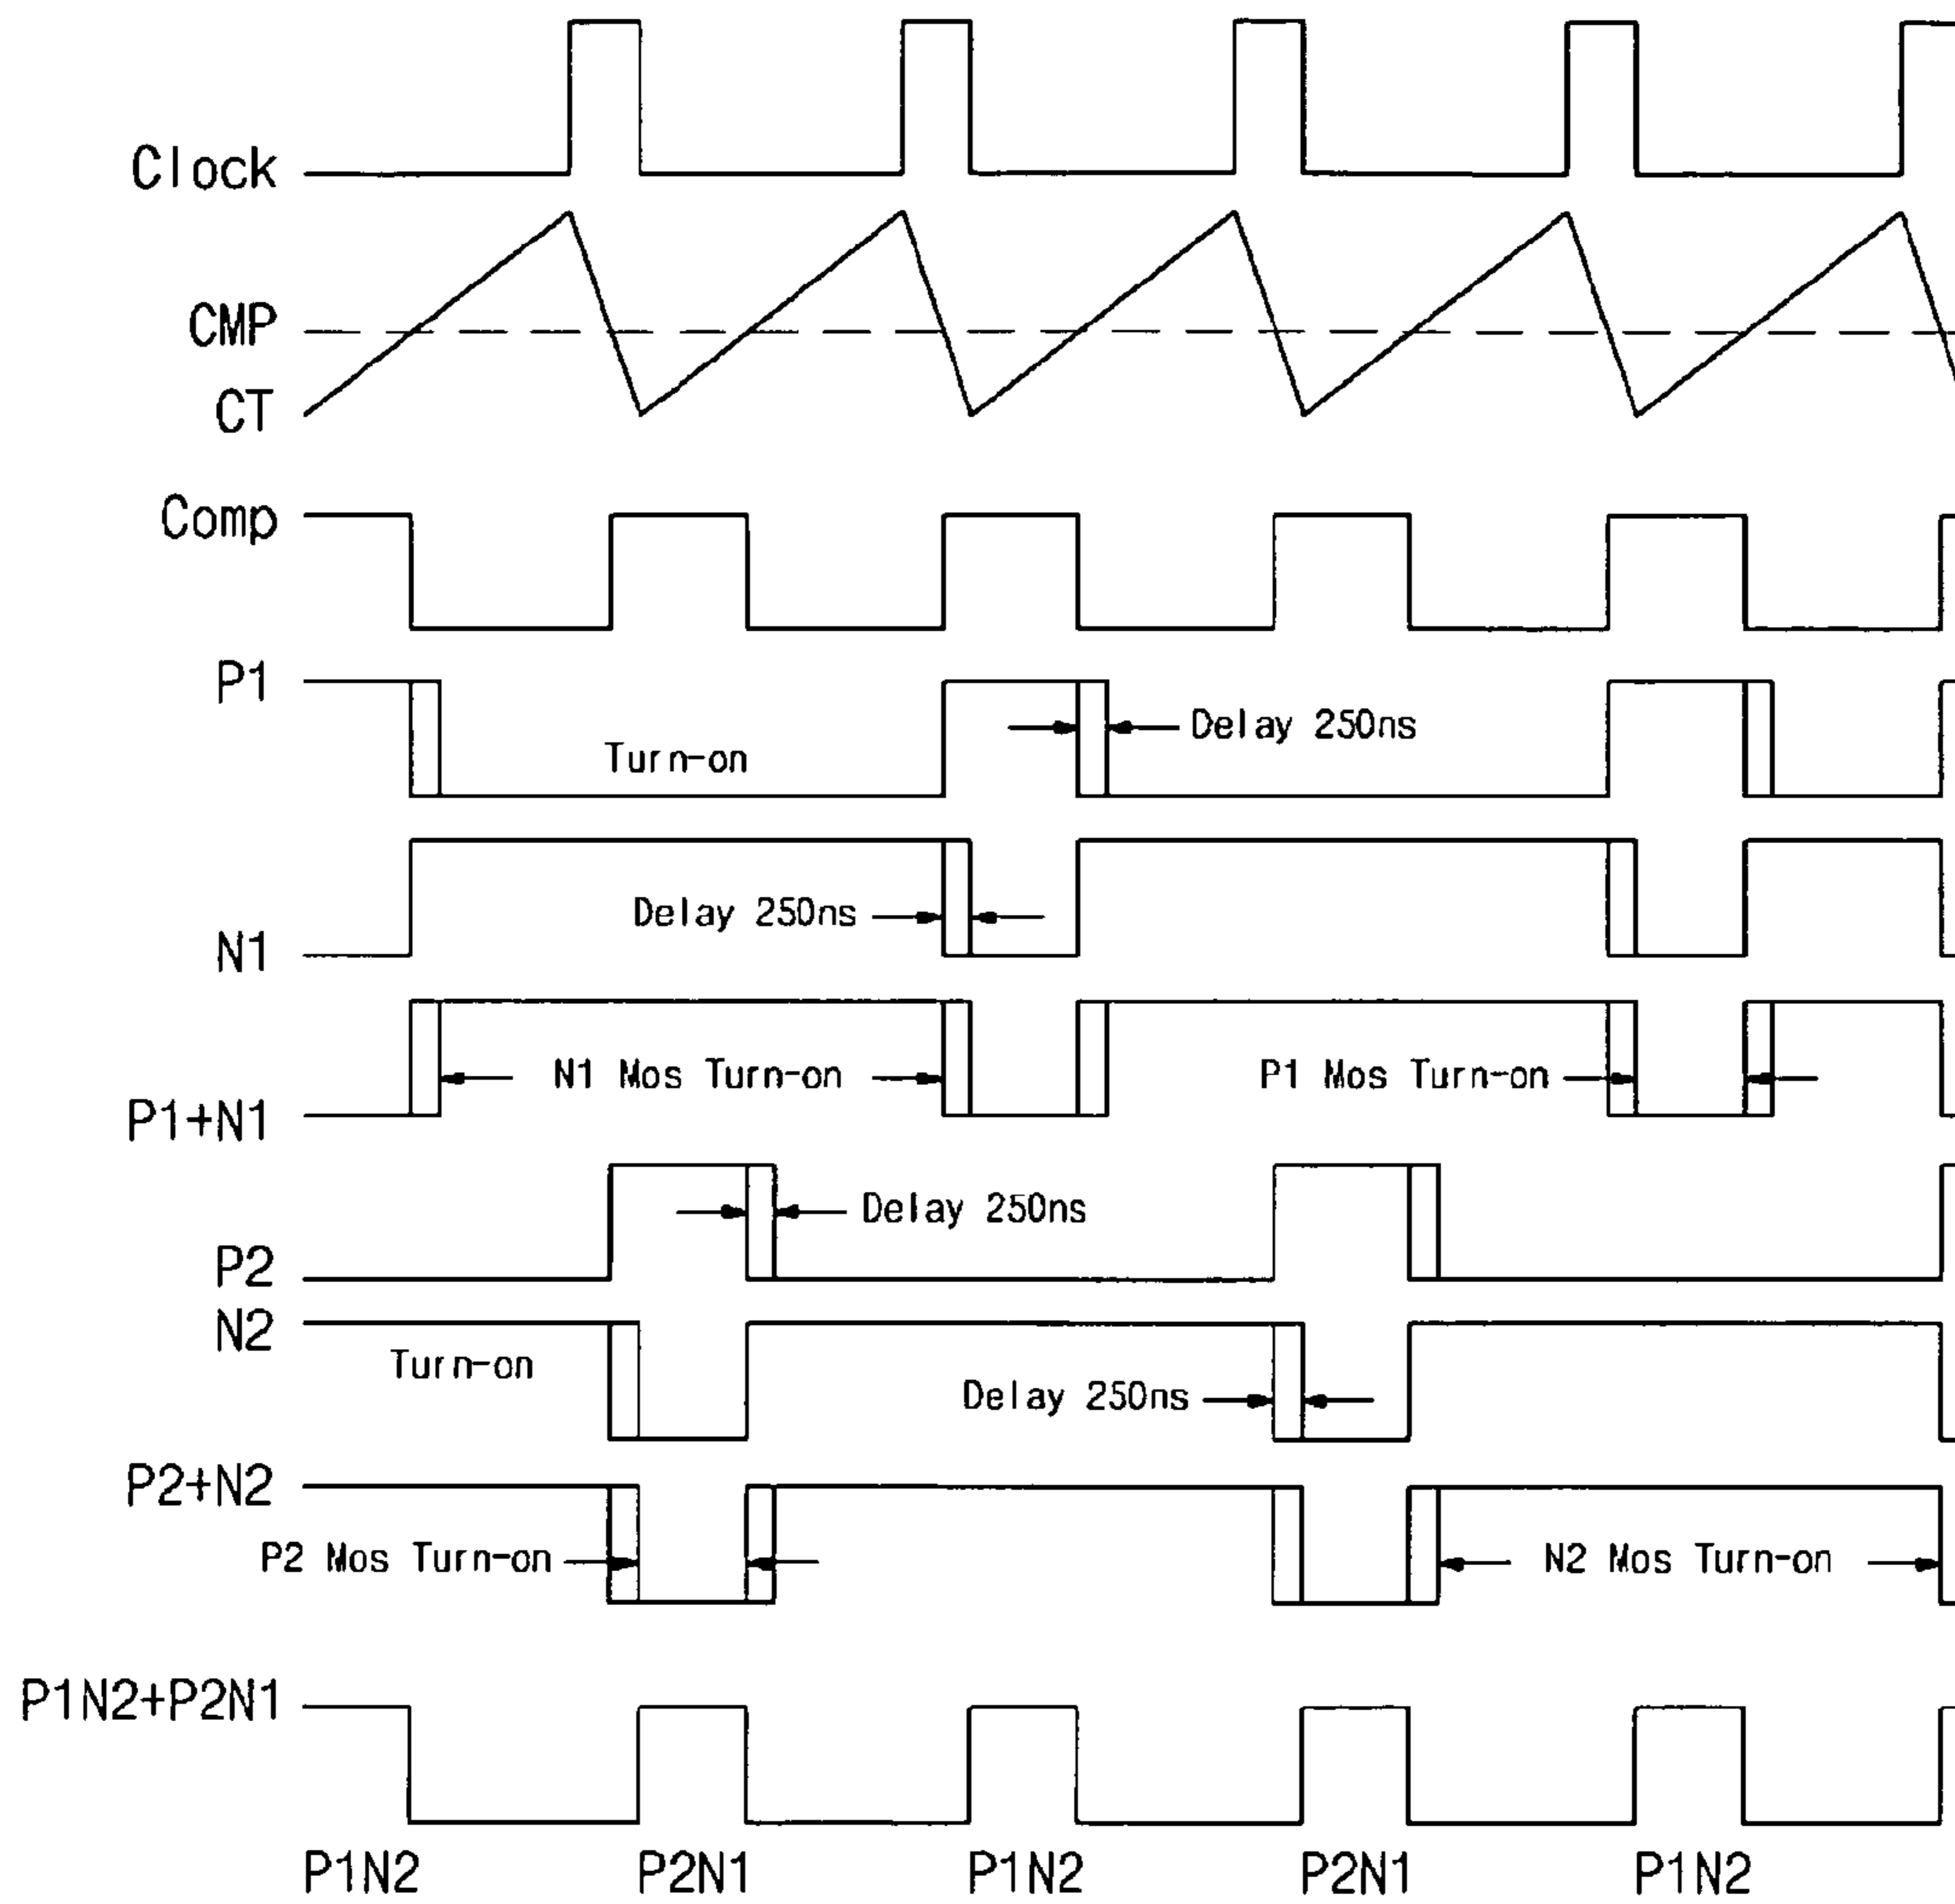 Clock
CMP
CT
Comp
P1
Delay 250ns
Turn-on
Delay 250ns
N1
N1 Mos Turn-on
P1 Mos Turn-on
P1+N1
Delay 250ns
P2
N2
Turn-on
Delay 250ns
P2+N2
P2 Mos Turn-on
N2 Mos Turn-on
P1N2+P2N1
P1N2 P2N1 P1N2 P2N1 P1N2